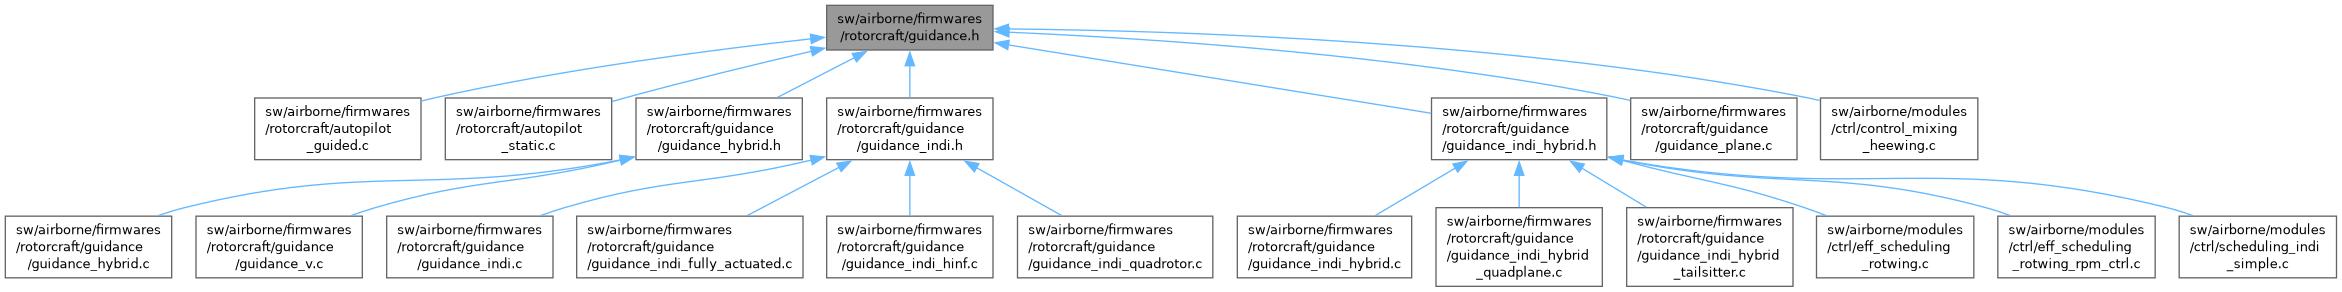 sw/airborne/firmwares
/rotorcraft/guidance.h
sw/airborne/firmwares
/rotorcraft/autopilot
_guided.c
sw/airborne/firmwares
/rotorcraft/autopilot
_static.c
sw/airborne/firmwares
/rotorcraft/guidance
/guidance_hybrid.h
sw/airborne/firmwares
/rotorcraft/guidance
/guidance_indi.h
sw/airborne/firmwares
/rotorcraft/guidance
/guidance_indi_hybrid.h
sw/airborne/firmwares
/rotorcraft/guidance
/guidance_plane.c
sw/airborne/modules
/ctrl/control_mixing
_heewing.c
sw/airborne/firmwares
/rotorcraft/guidance
/guidance_hybrid.c
sw/airborne/firmwares
/rotorcraft/guidance
/guidance_v.c
sw/airborne/firmwares
/rotorcraft/guidance
/guidance_indi.c
sw/airborne/firmwares
/rotorcraft/guidance
/guidance_indi_fully_actuated.c
sw/airborne/firmwares
/rotorcraft/guidance
/guidance_indi_hinf.c
sw/airborne/firmwares
/rotorcraft/guidance
/guidance_indi_quadrotor.c
sw/airborne/firmwares
/rotorcraft/guidance
/guidance_indi_hybrid.c
sw/airborne/firmwares
/rotorcraft/guidance
/guidance_indi_hybrid
_quadplane.c
sw/airborne/firmwares
/rotorcraft/guidance
/guidance_indi_hybrid
_tailsitter.c
sw/airborne/modules
/ctrl/eff_scheduling
_rotwing.c
sw/airborne/modules
/ctrl/eff_scheduling
_rotwing_rpm_ctrl.c
sw/airborne/modules
/ctrl/scheduling_indi
_simple.c